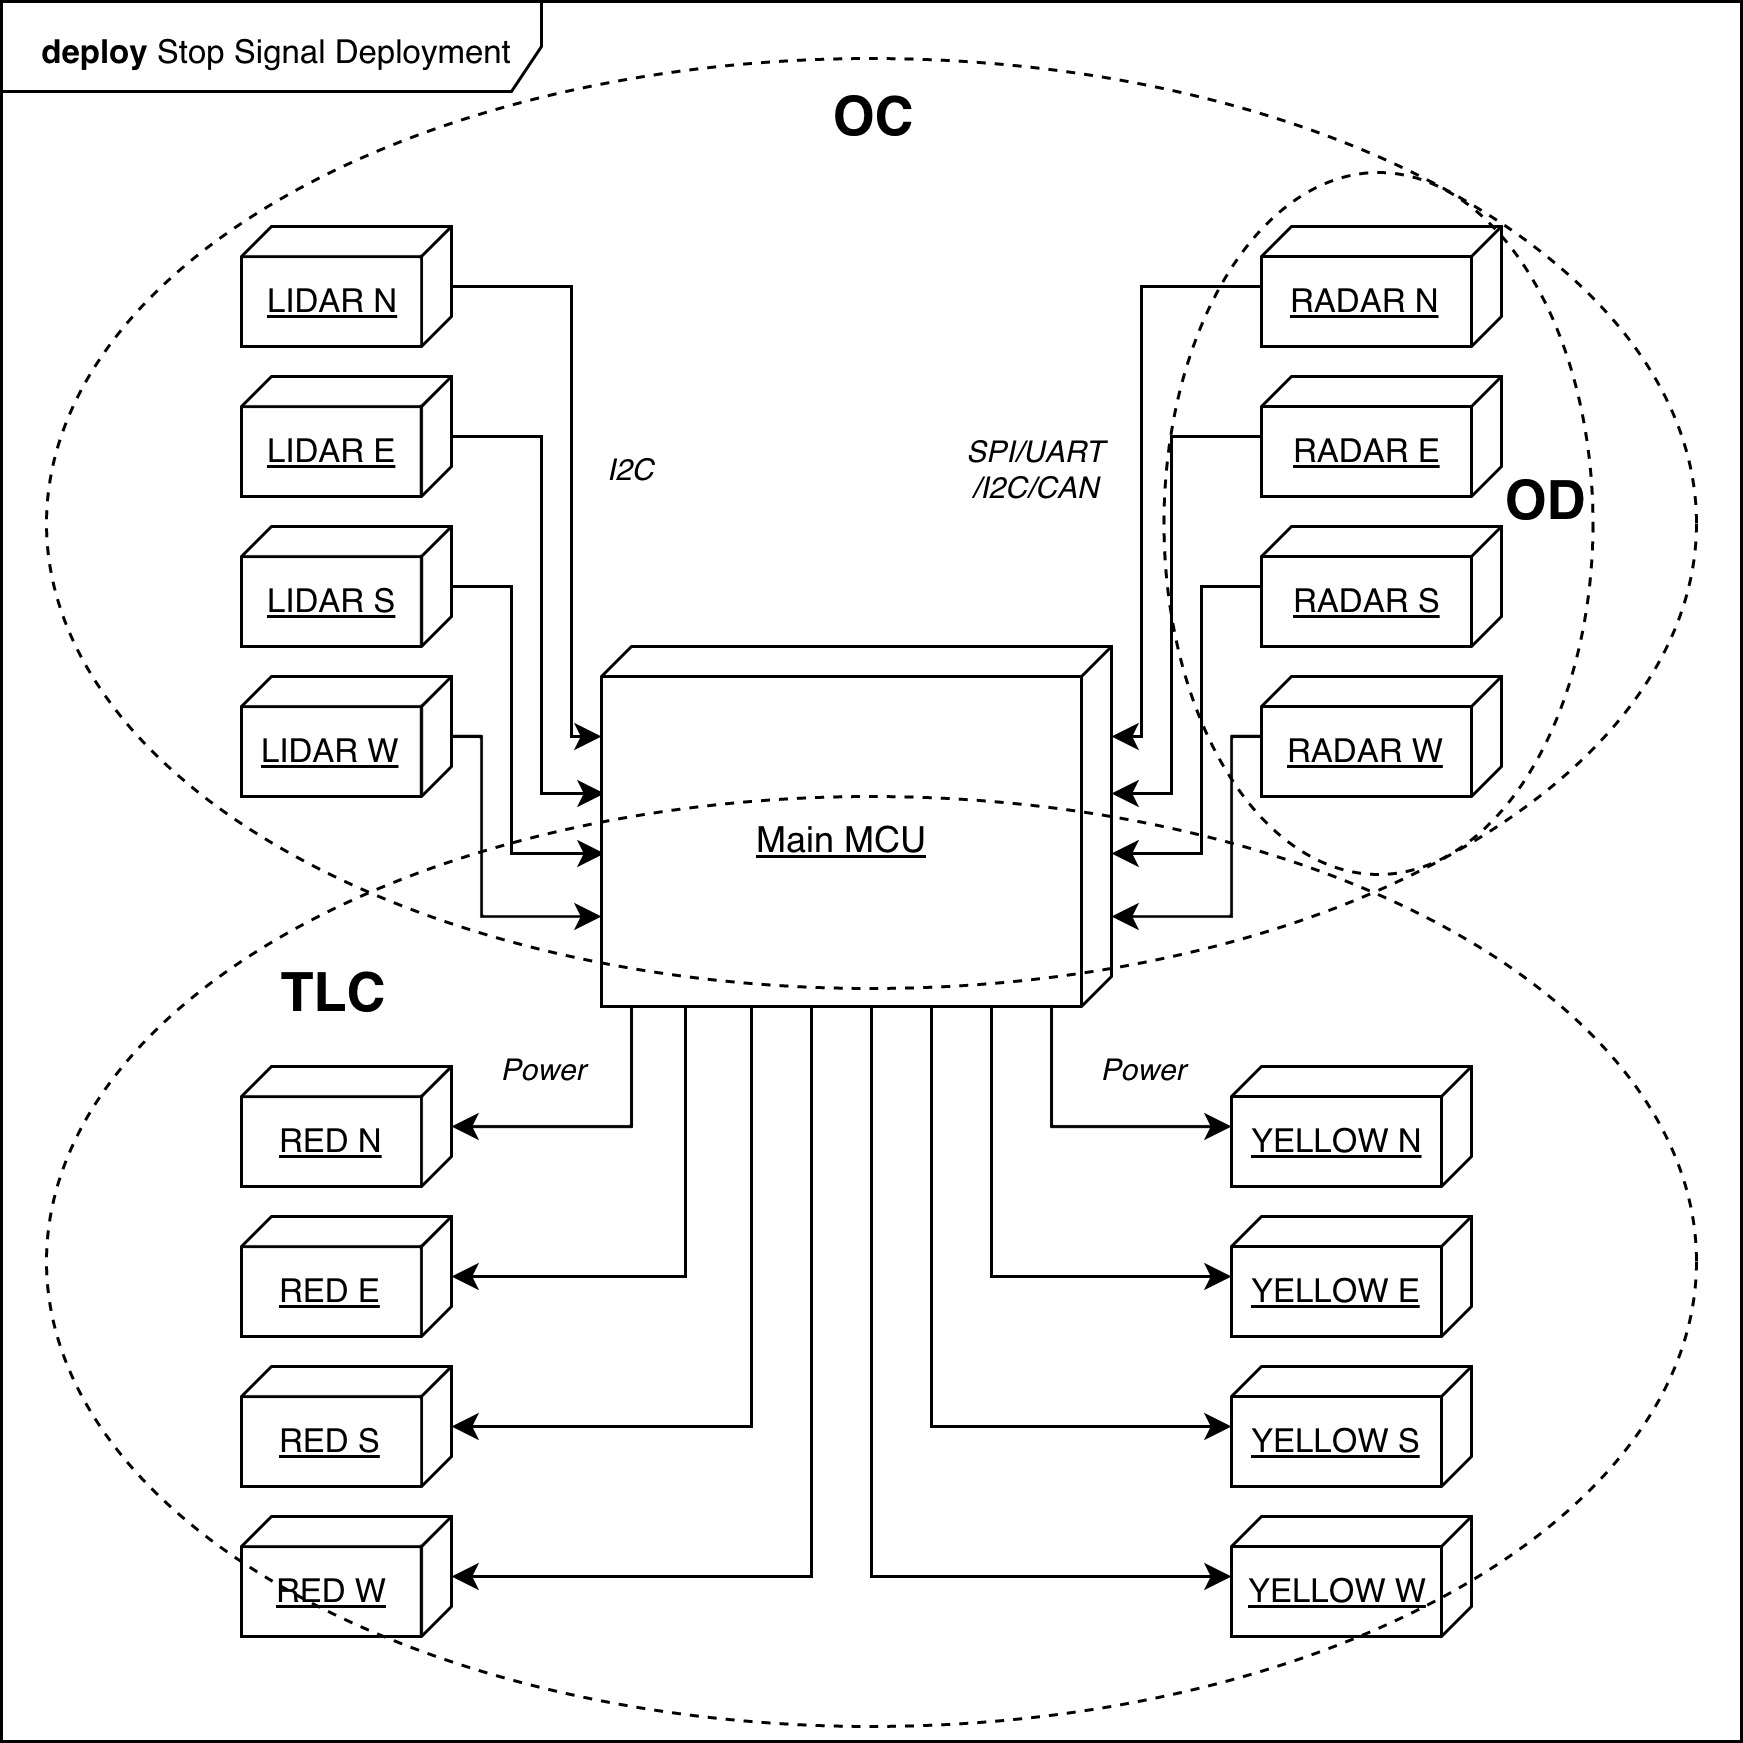 deploy Stop Signal Deployment
OC
LIDAR N
RADAR N
LIDAR E
I2C
SPI/UART
/I2C/CAN
RADAR E
OD
LIDAR S
RADAR S
LIDAR W
RADAR W
Main MCU
TLC
Power
Power
RED N
YELLOW N
RED E
YELLOW E
RED S
YELLOW S
RED W
YELLOW W